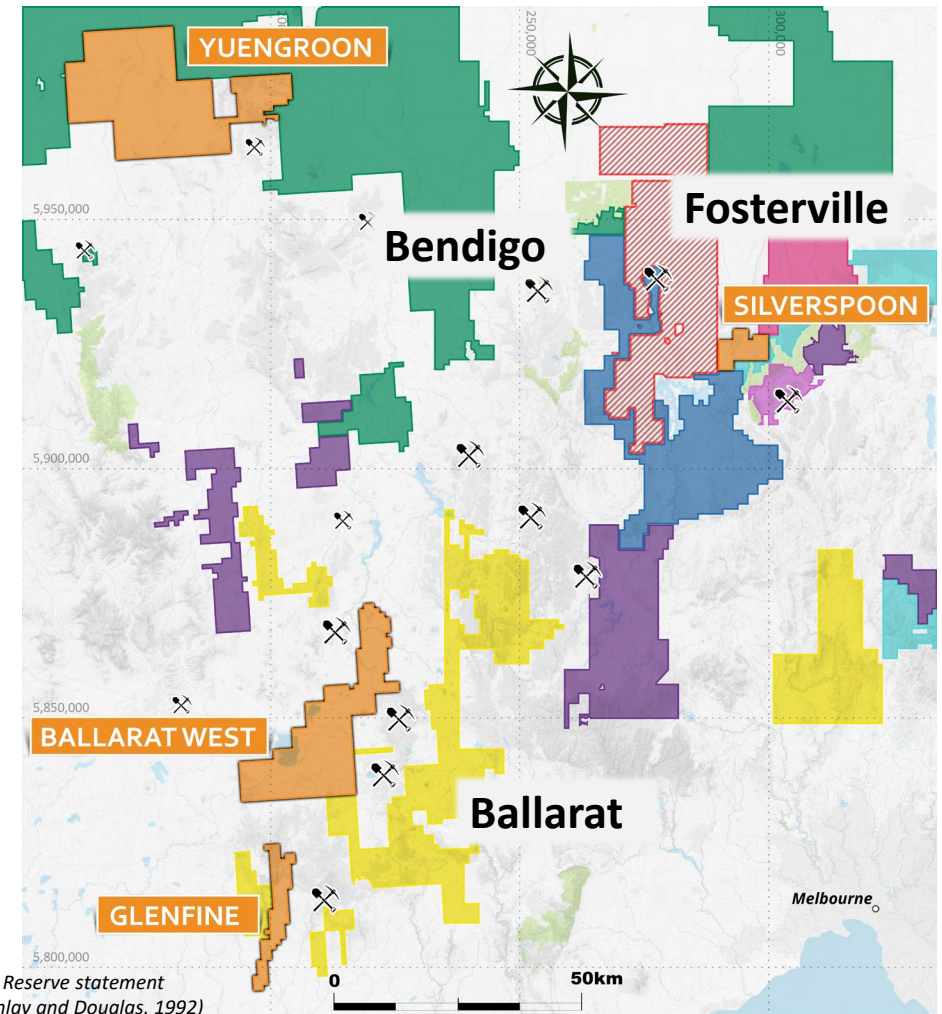 250,000
300,000
YUENGROON
5,950,000
Fosterville
Bendigo
SILVERSPOON
5,900,000
5,850,000
BALLARAT WEST
Ballarat
GLENFINE
Melbourne
5,800,000
Reserve statement
and Douglas, 1992)
0
50km